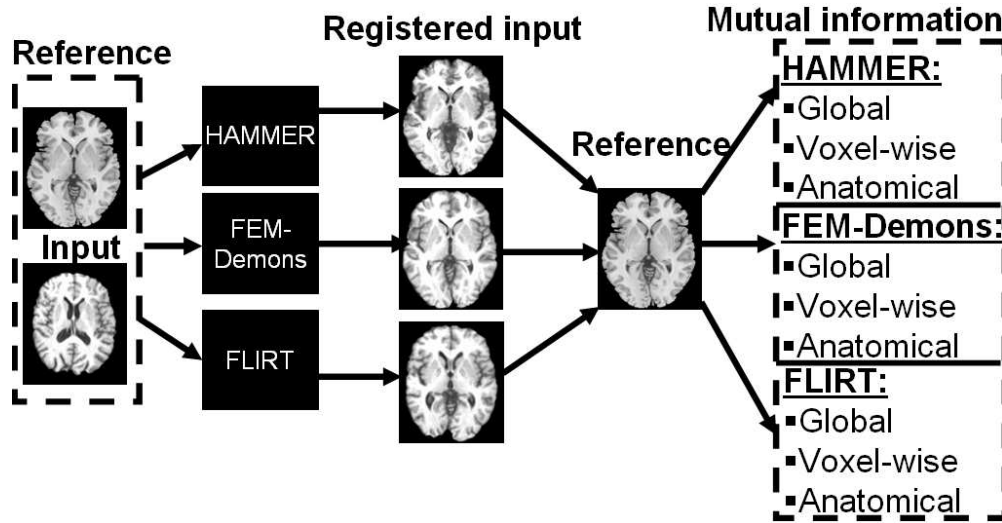 Reference
Input
HAMMER
FEM-
Demons
FLIRT
Registered input
Reference
Mutual information
HAMMER:
▪Global
▪Voxel-wise
▪Anatomical
FEM-Demons:
▪Global
▪Voxel-wise
▪Anatomical
FLIRT:
▪Global
▪Voxel-wise
▪Anatomical